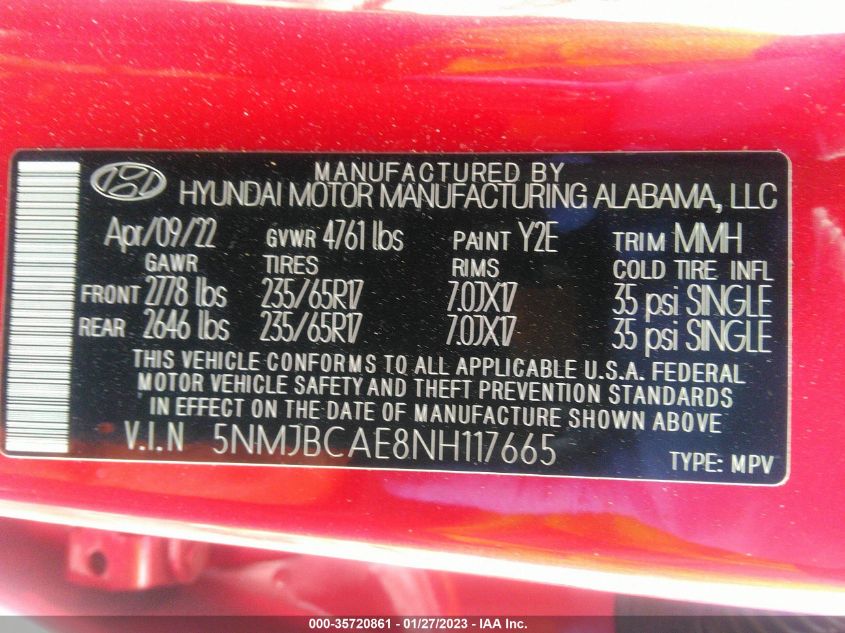 MANUFACTURED BY
HYUNDAI MOTOR MANUFACTURING ALABAMA, LLC
Apr/09/22 GVWR 4761 lbs PAINT Y2E TRIM MMH
GAWR TIRES RIMS COLD TIRE INFL
FRONT 2778 lbs 235/65R17 7.0JX17 35 psi SINGLE
REAR 2646 lbs 235/65R17 7.0JX17 35 psi SINGLE
THIS VEHICLE CONFORMS TO ALL APPLICABLE U.S.A. FEDERAL
MOTOR VEHICLE SAFETY AND THEFT PREVENTION STANDARDS
IN EFFECT ON THE DATE OF MANUFACTURE SHOWN ABOVE
V.I.N 5NMJBCAE8NH117665
TYPE: MPV
000-35720861 - 01/27/2023 - IAA Inc.